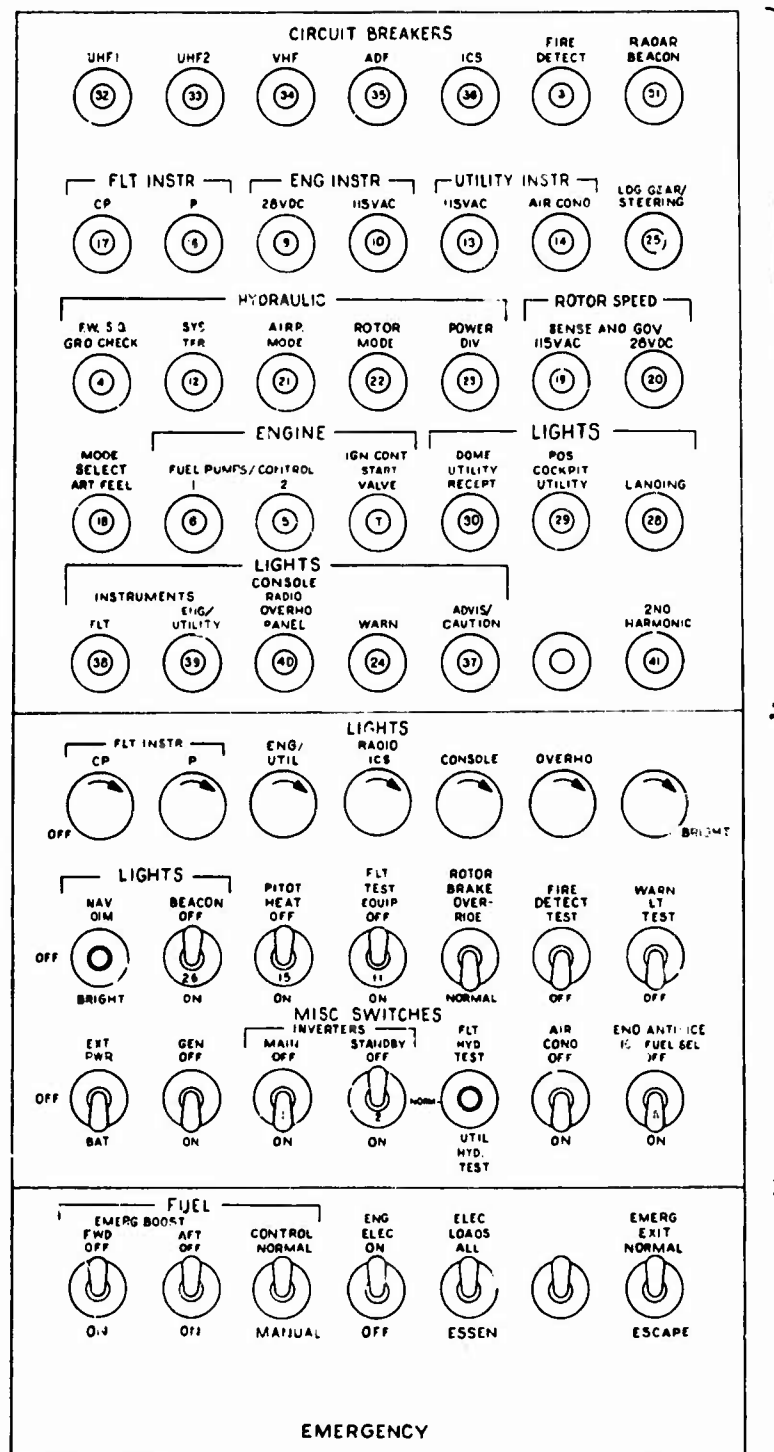 CIRCUIT BREAKERS
UHF1 UHF2 VHF ADF ICS FIRE DETECT RADAR BEACON
32 33 34 35 36 3 31
FLT INSTR ENG INSTR UTILITY INSTR
CP P 28VDC 115VAC 115VAC AIR COND LDG GEAR/ STEERING
17 16 9 10 13 14 25
HYDRAULIC ROTOR SPEED
SENSE AND GOV
F.W. S.Q. GRD CHECK SYS TFR AIRP. MODE ROTOR MODE POWER DIV 115VAC 28VDC
4 12 21 22 23 19 20
ENGINE LIGHTS
MODE SELECT ART FEEL FUEL PUMPS/CONTROL 1 2 IGN CONT START VALVE DOME UTILITY RECEPT POS COCKPIT UTILITY LANDING
18 6 5 7 30 29 28
LIGHTS
INSTRUMENTS
FLT ENG/ UTILITY CONSOLE RADIO OVERHD PANEL WARN ADVIS/ CAUTION 2ND HARMONIC
38 39 40 24 37 41
LIGHTS
FLT INSTR
CP P ENG/ UTIL RADIO ICS CONSOLE OVERHD
OFF BRIGHT
LIGHTS
NAV DIM BEACON OFF PITOT HEAT OFF FLT TEST EQUIP OFF ROTOR BRAKE OVER- RIDE FIRE DETECT TEST WARN LT TEST
OFF 26 15 11
BRIGHT ON ON ON NORMAL OFF OFF
MISC SWITCHES
INVERTERS
EXT PWR GEN OFF MAIN OFF STANDBY OFF FLT HYD TEST AIR COND OFF FUEL SEL OFF
OFF 1 2 NORM
BAT ON ON ON UTIL HYD. TEST ON ON
FUEL
EMERG BOOST
FWD OFF AFT OFF CONTROL NORMAL ENG ELEC ON ELEC LOADS ALL EMERG EXIT NORMAL
ON ON MANUAL OFF ESSEN ESCAPE
EMERGENCY